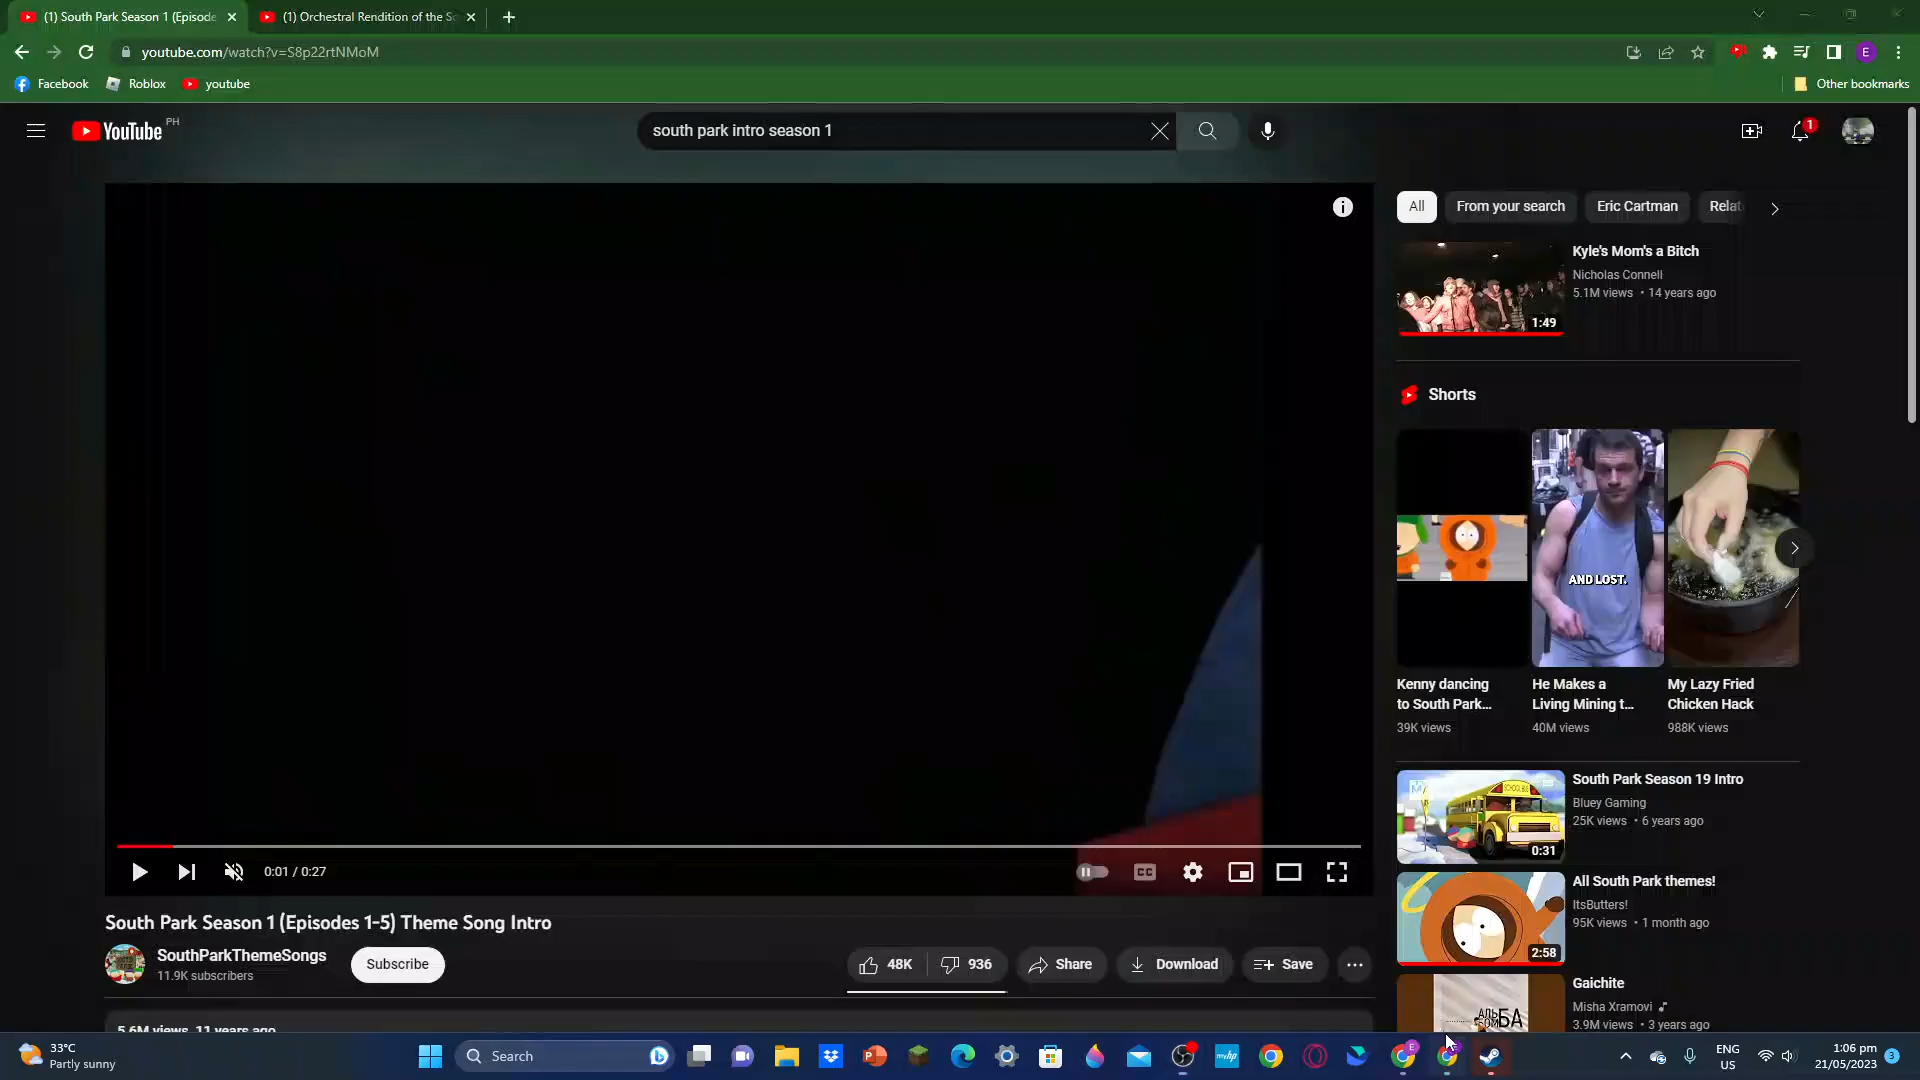 (1) South Park Season 1 (Episode
(1) Orchestral Rendition of the So
youtube.com/watch?v=S8p22rtNMoM
E
Facebook
Roblox
youtube
Other bookmarks
YouTube PH
south park intro season 1
1
All
From your search
Eric Cartman
Relat
Kyle's Mom's a Bitch
Nicholas Connell
5.1M views • 14 years ago
1:49
Shorts
AND LOST.
Kenny dancing
to South Park...
39K views
He Makes a
Living Mining t...
40M views
My Lazy Fried
Chicken Hack
988K views
SCHOOL BUS
South Park Season 19 Intro
Bluey Gaming
25K views • 6 years ago
0:31
All South Park themes!
ItsButters!
95K views • 1 month ago
2:58
Gaichite
Misha Xramovi
3.9M views • 3 years ago
0:01 / 0:27
CC
South Park Season 1 (Episodes 1-5) Theme Song Intro
SouthParkThemeSongs
11.9K subscribers
Subscribe
48K
936
Share
Download
Save
5.6M views 11 years ago
33°C
Partly sunny
Search
myhp
ENG
US
1:06 pm
21/05/2023
3